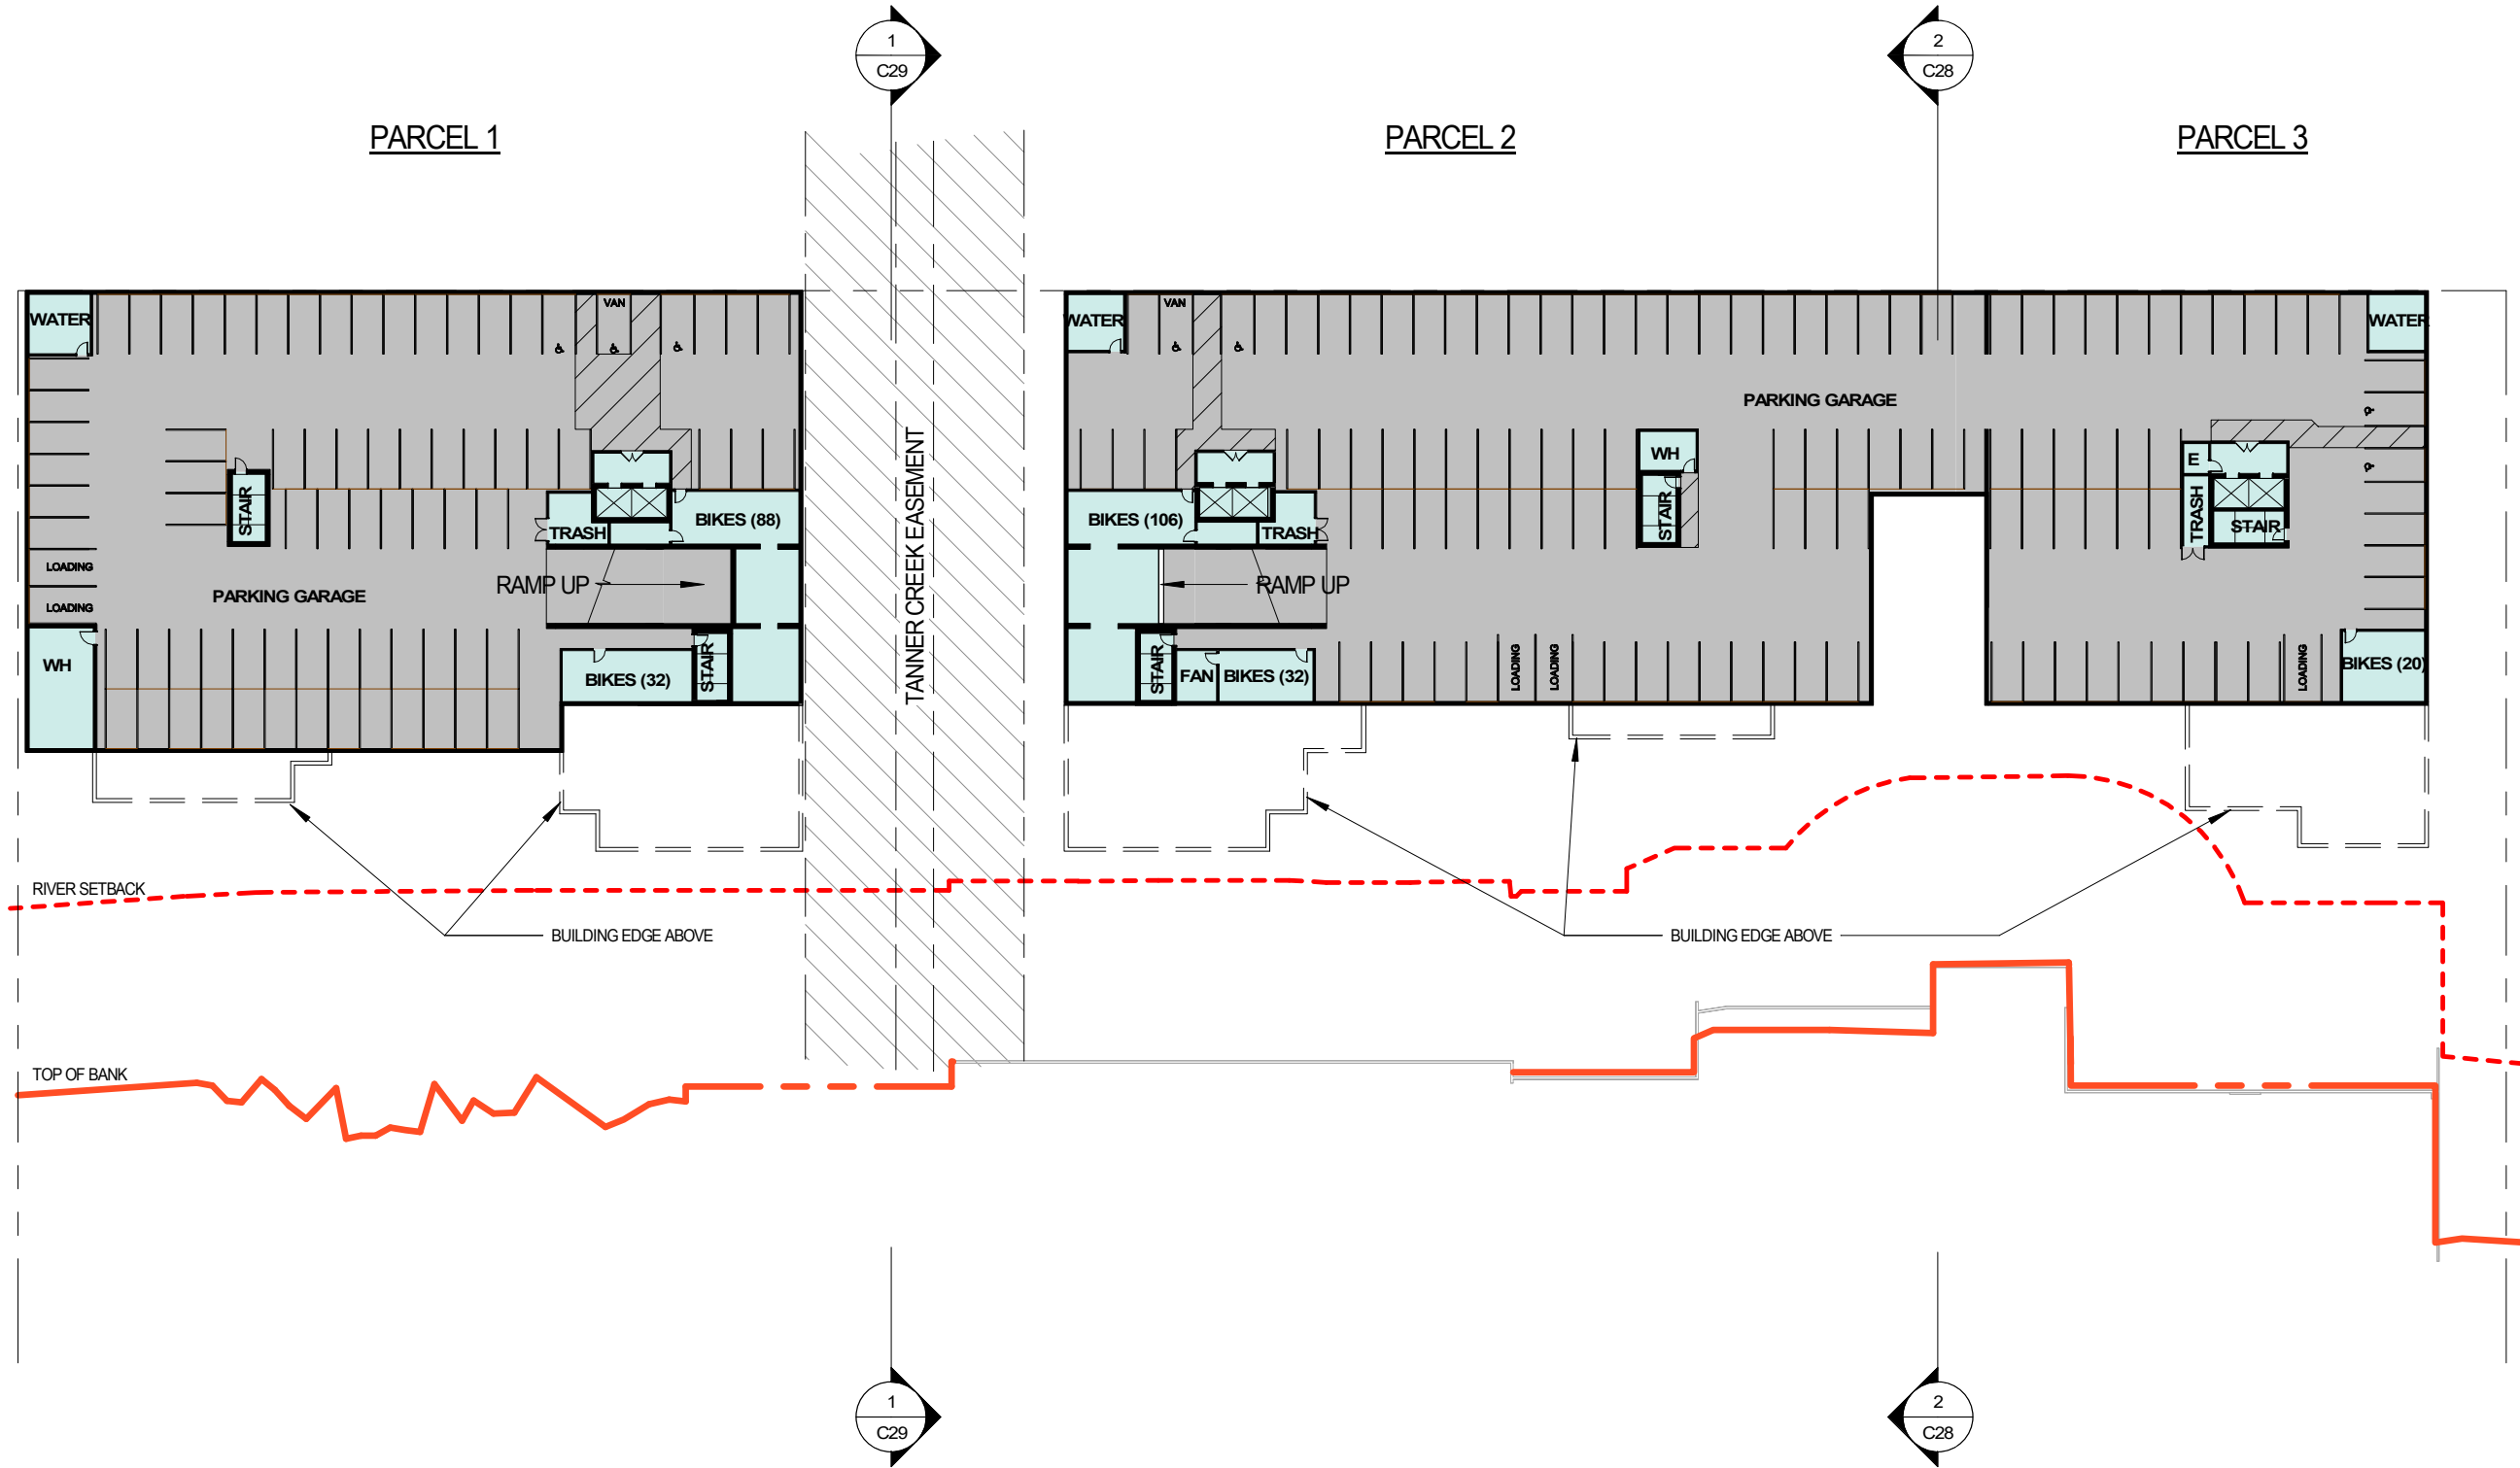 1
C29
2
C28
PARCEL 1
PARCEL 2
PARCEL 3
VAN
VAN
WATER
WATER
WATER
PARKING GARAGE
WH
E
STAIR
TRASH
BIKES (88)
BIKES (106)
TRASH
STAIR
TRASH
STAIR
LOADING
LOADING
PARKING GARAGE
RAMP UP
RAMP UP
TANNER CREEK EASEMENT
WH
BIKES (32)
STAIR
STAIR
FAN
BIKES (32)
LOADING
LOADING
LOADING
BIKES (20)
RIVER SETBACK
BUILDING EDGE ABOVE
BUILDING EDGE ABOVE
TOP OF BANK
1
C29
2
C28